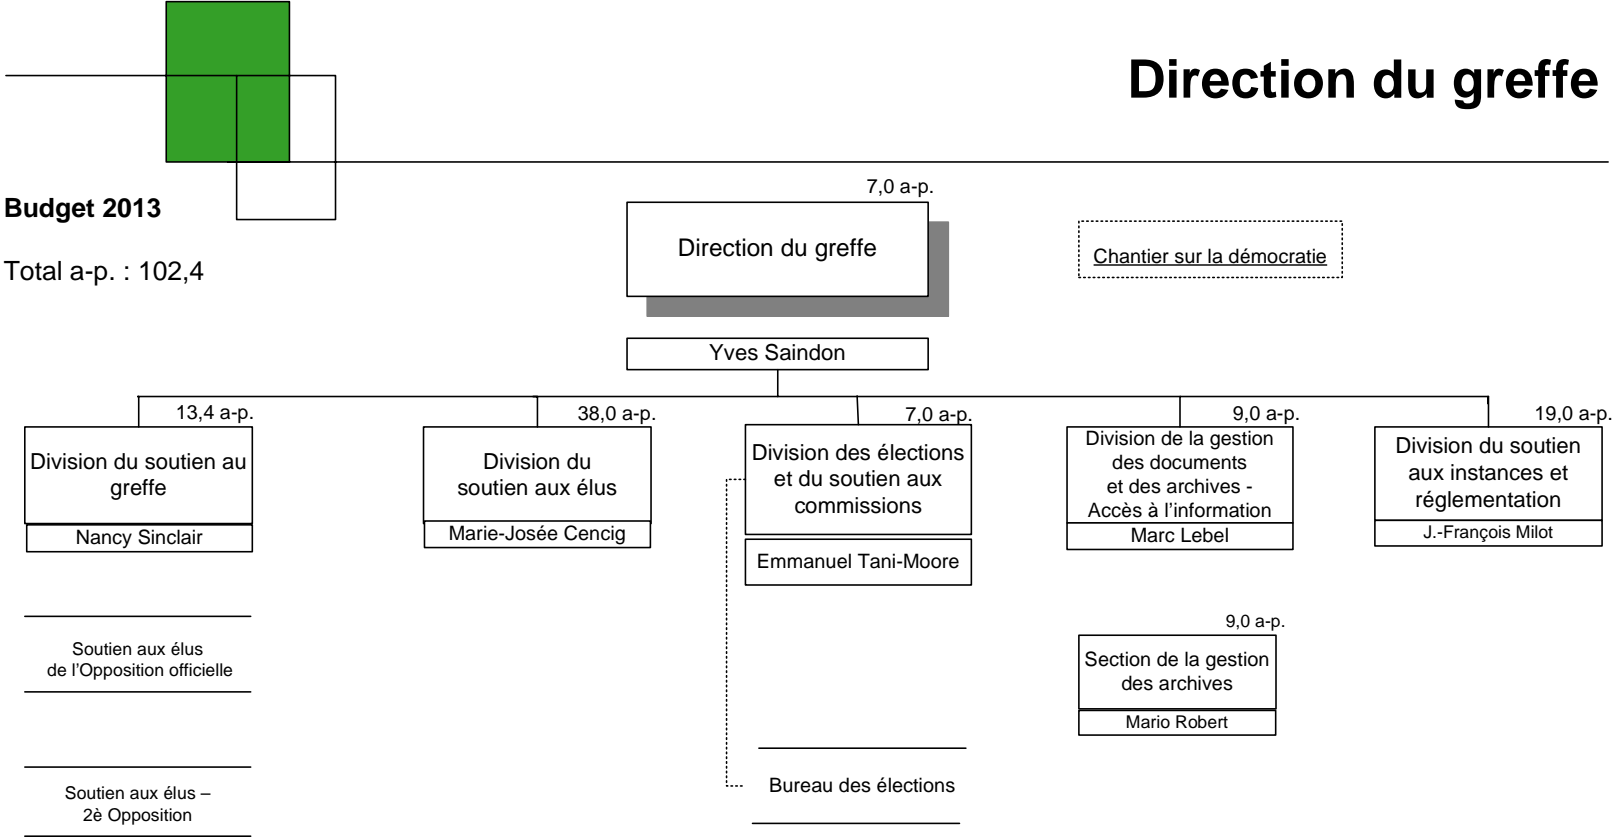 Direction du greffe
Budget 2013
Total a-p. : 102,4
7,0 a-p.
Direction du greffe
Yves Saindon
Chantier sur la démocratie
13,4 a-p.
Division du soutien au
greffe
Nancy Sinclair
38,0 a-p.
Division du
soutien aux élus
Marie-Josée Cencig
7,0 a-p.
Division des élections
et du soutien aux
commissions
Emmanuel Tani-Moore
9,0 a-p.
Division de la gestion
des documents
et des archives -
Accès à l'information
Marc Lebel
19,0 a-p.
Division du soutien
aux instances et
réglementation
J.-François Milot
Soutien aux élus
de l'Opposition officielle
Soutien aux élus –
2è Opposition
Bureau des élections
9,0 a-p.
Section de la gestion
des archives
Mario Robert